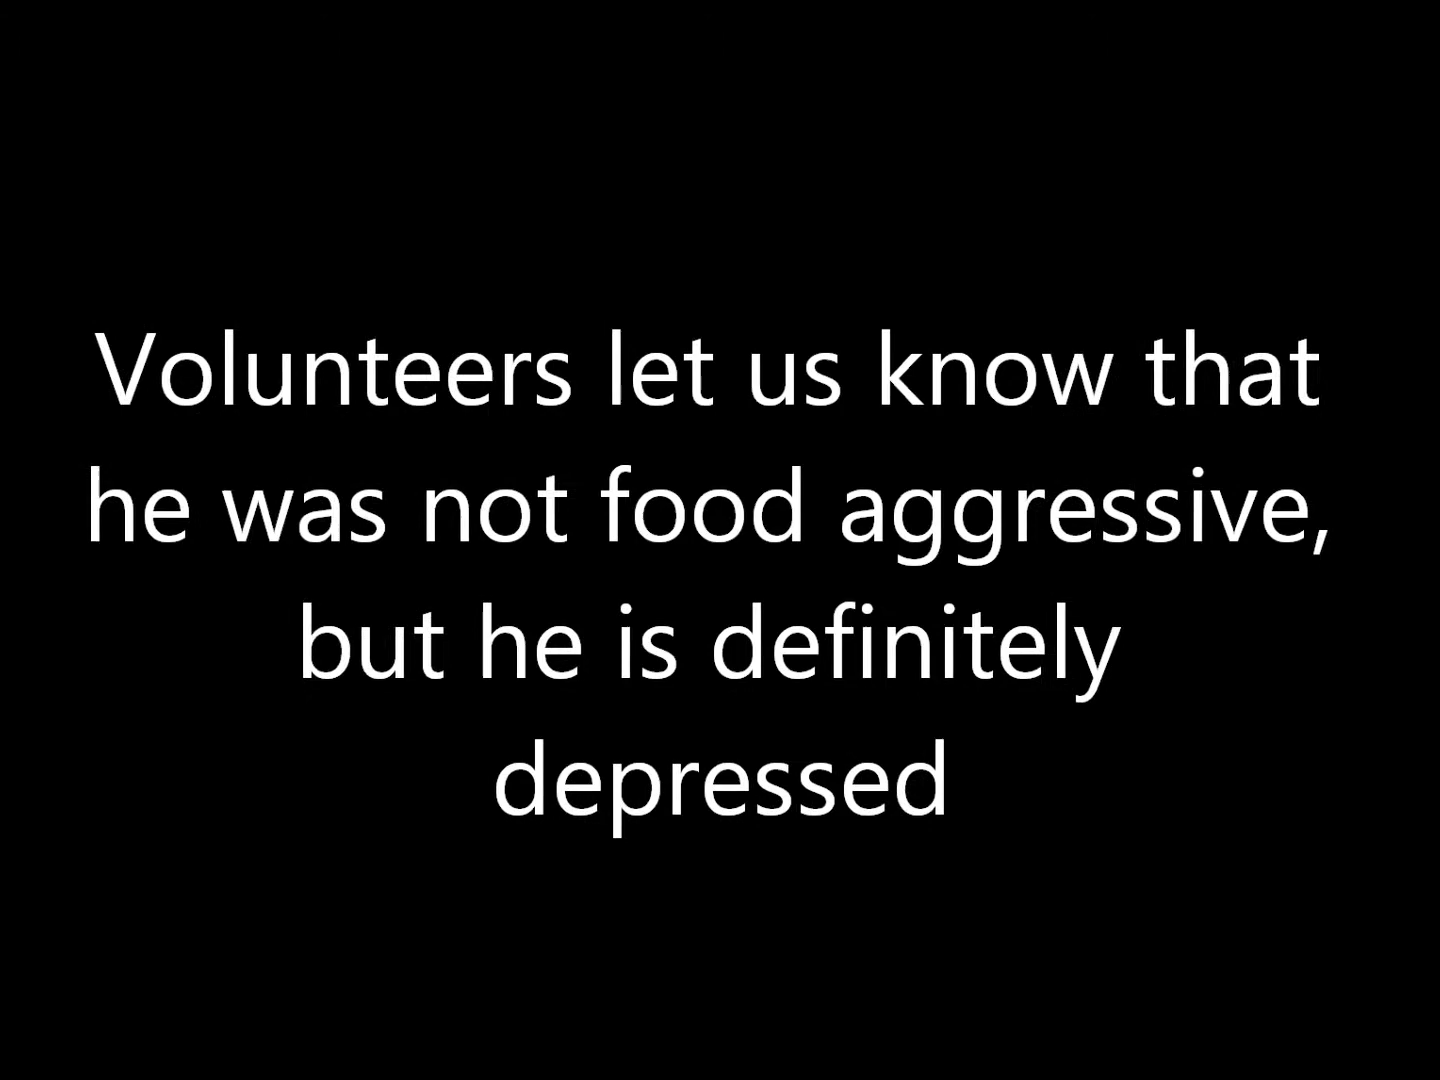 Volunteers let us know that
he was not food aggressive,
but he is definitely
depressed